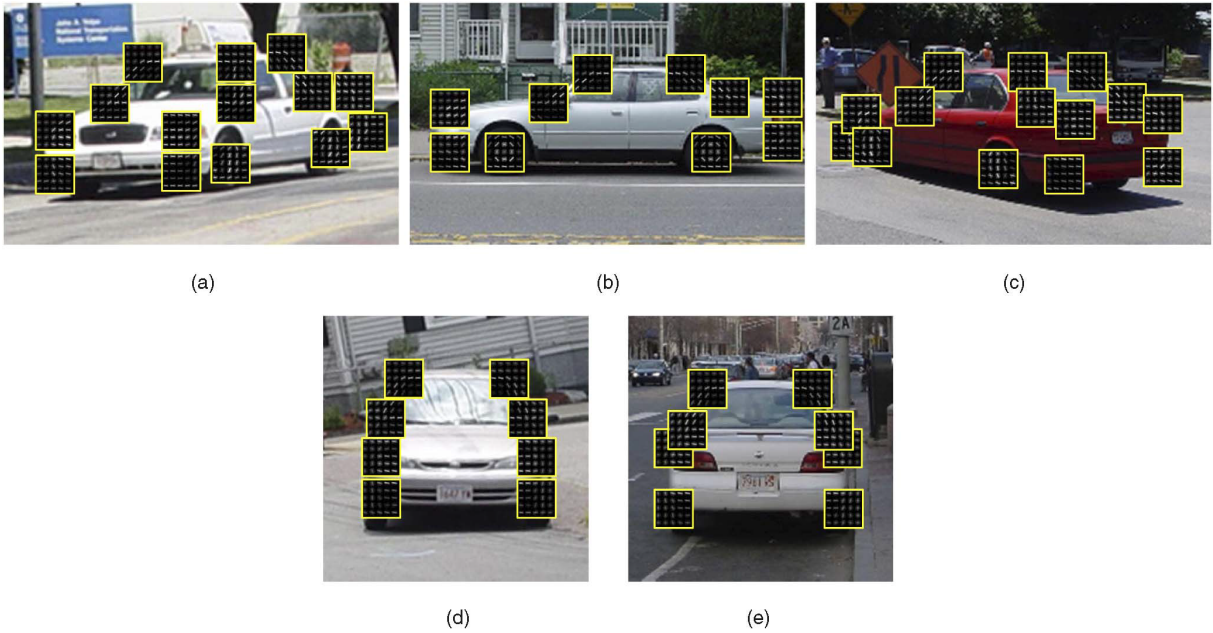 John A. Volpe
National Transportation
Systems Center
(a)
(b)
(c)
2A
(d)
(e)